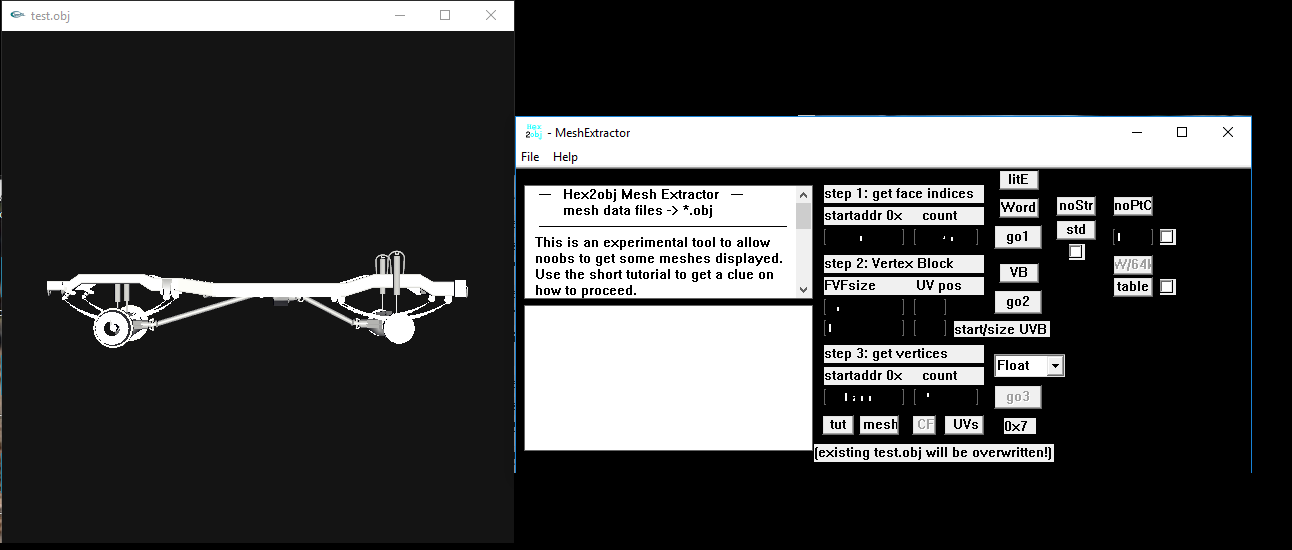 test.obj
Hex
2obj
- MeshExtractor
File Help
— Hex2obj Mesh Extractor —
mesh data files -> *.obj
This is an experimental tool to allow
noobs to get some meshes displayed.
Use the short tutorial to get a clue on
how to proceed.
step 1: get face indices
startaddr 0x count
step 2: Vertex Block
FVFsize UV pos
start/size UVB
step 3: get vertices
startaddr 0x count
tut mesh CF UVs
(existing test.obj will be overwritten!)
litE
Word
go1
VB
go2
Float
go3
0x7
noStr
std
noPtC
W/64k
table